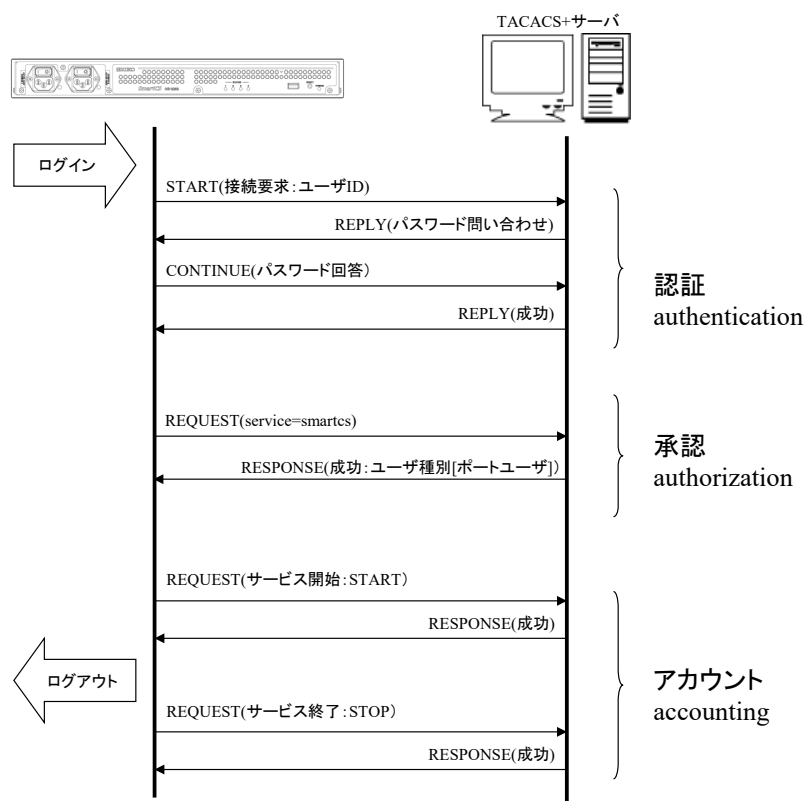 TACACS+サーバ
SmartCS
ログイン
START(接続要求:ユーザID)
REPLY(パスワード問い合わせ)
CONTINUE(パスワード回答)
REPLY(成功)
認証
authentication
REQUEST(service=smartcs)
RESPONSE(成功:ユーザ種別[ポートユーザ])
承認
authorization
REQUEST(サービス開始:START)
RESPONSE(成功)
ログアウト
REQUEST(サービス終了:STOP)
RESPONSE(成功)
アカウント
accounting